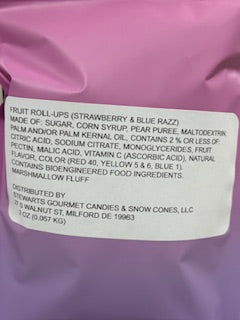 FRUIT ROLL-UPS (STRAWBERRY & BLUE RAZZ)
MADE OF: SUGAR, CORN SYRUP, PEAR PUREE, MALTODEXTRIN,
PALM AND/OR PALM KERNAL OIL, CONTAINS 2 % OR LESS OF:
CITRIC ACID, SODIUM CITRATE, MONOGLYCERIDES, FRUIT
PECTIN, MALIC ACID, VITAMIN C (ASCORBIC ACID), NATURAL
FLAVOR, COLOR (RED 40, YELLOW 5 & 6, BLUE 1).
CONTAINS BIOENGINEERED FOOD INGREDIENTS.
MARSHMALLOW FLUFF
DISTRIBUTED BY
STEWARTS GOURMET CANDIES & SNOW CONES, LLC
WALNUT ST, MILFORD DE 19963
OZ (0,057 KG)